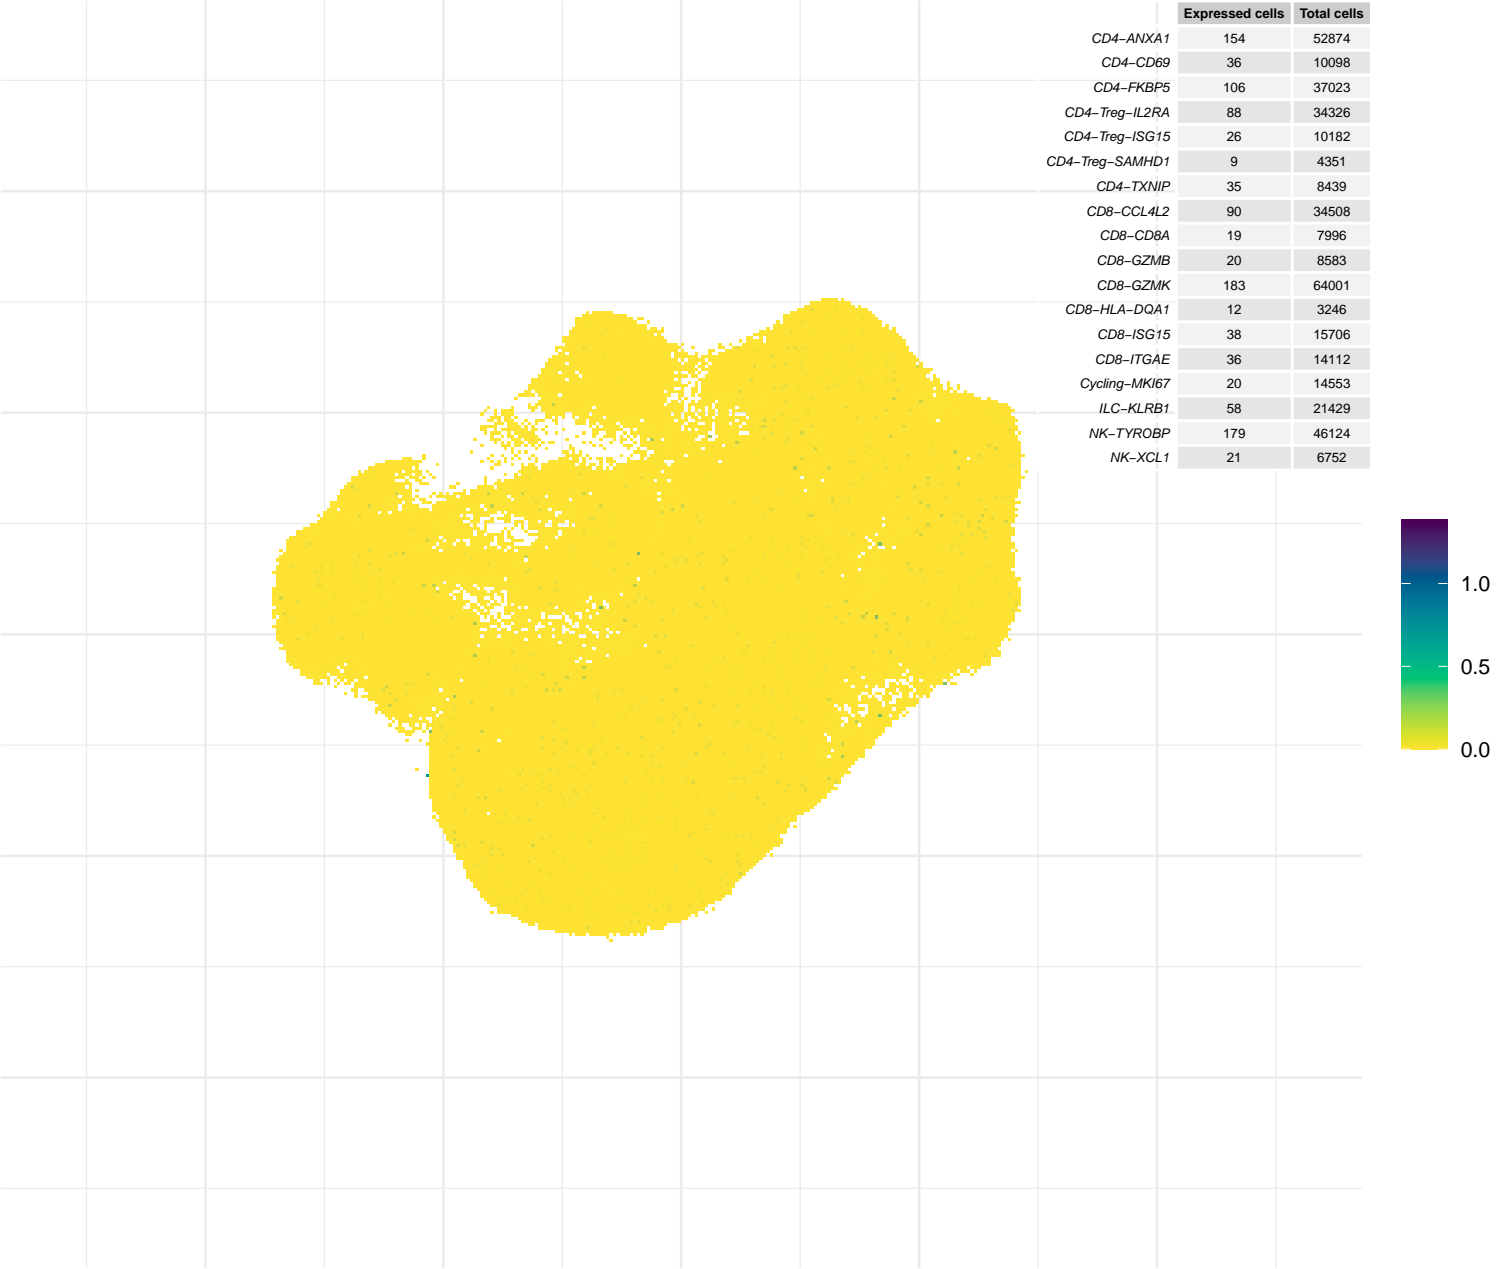 Expressed cells Total cells
CD4−ANXA1 154 52874
CD4−CD69 36 10098
CD4−FKBP5 106 37023
CD4−Treg−IL2RA 88 34326
CD4−Treg−ISG15 26 10182
CD4−Treg−SAMHD1 9 4351
CD4−TXNIP 35 8439
CD8−CCL4L2 90 34508
CD8−CD8A 19 7996
CD8−GZMB 20 8583
CD8−GZMK 183 64001
CD8−HLA−DQA1 12 3246
CD8−ISG15 38 15706
CD8−ITGAE 36 14112
Cycling−MKI67 20 14553
ILC−KLRB1 58 21429
NK−TYROBP 179 46124
NK−XCL1 21 6752
1.0
0.5
0.0